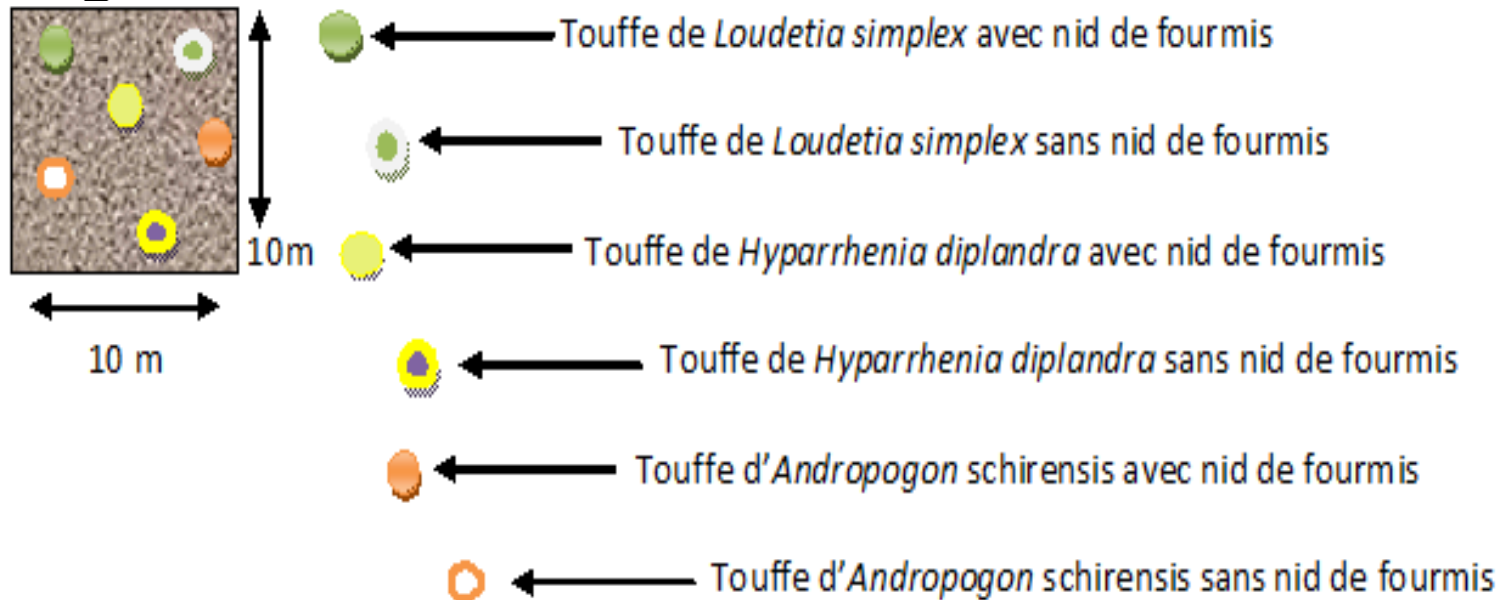 Touffe de Loudetia simplex avec nid de fourmis
Touffe de Loudetia simplex sans nid de fourmis
10m
Touffe de Hyparrhenia diplandra avec nid de fourmis
10 m
Touffe de Hyparrhenia diplandra sans nid de fourmis
Touffe d'Andropogon schirensis avec nid de fourmis
Touffe d'Andropogon schirensis sans nid de fourmis